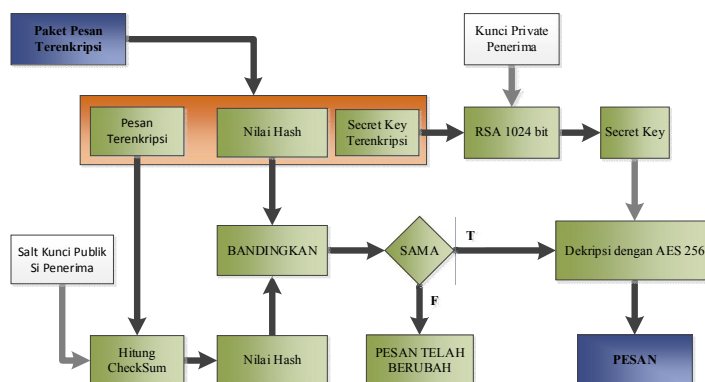 Paket Pesan
Terenkripsi
Kunci Private
Penerima
Pesan
Terenkripsi
Nilai Hash
Secret Key
Terenkripsi
RSA 1024 bit
Secret Key
Salt Kunci Publik
Si Penerima
BANDINGKAN
SAMA
T
Dekripsi dengan AES 256
F
Hitung
CheckSum
Nilai Hash
PESAN TELAH
BERUBAH
PESAN